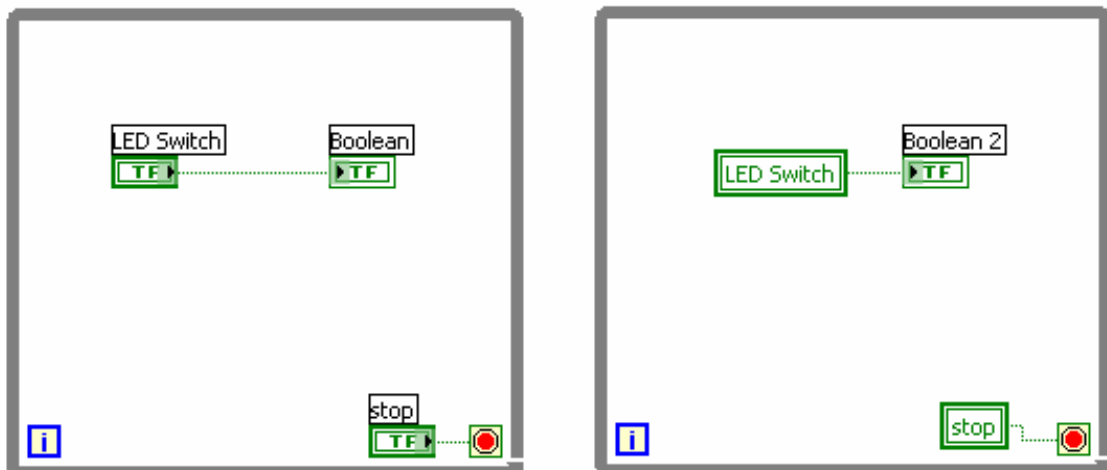 LED Switch
TF
Boolean
TF
stop
TF
i
LED Switch
Boolean 2
TF
stop
i